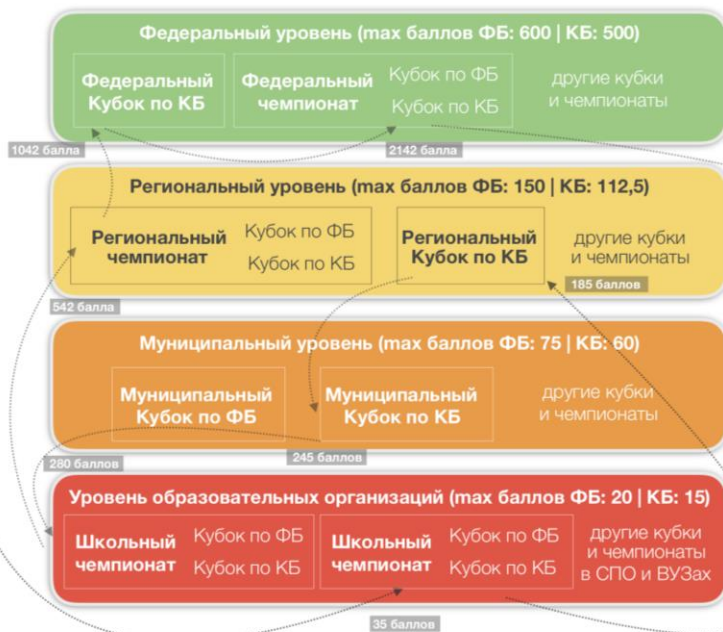 Федеральный уровень (max баллов ФБ: 600 | КБ: 500)
Федеральный
Кубок по КБ
Федеральный
чемпионат
Кубок по ФБ
Кубок по КБ
другие кубки
и чемпионаты
1042 балла
2142 балла
Региональный уровень (max баллов ФБ: 150 | КБ: 112,5)
Региональный
чемпионат
Кубок по ФБ
Кубок по КБ
Региональный
Кубок по КБ
другие кубки
и чемпионаты
185 баллов
542 балла
Муниципальный уровень (max баллов ФБ: 75 | КБ: 60)
Муниципальный
Кубок по ФБ
Муниципальный
Кубок по КБ
другие кубки
и чемпионаты
280 баллов
245 баллов
Уровень образовательных организаций (max баллов ФБ: 20 | КБ: 15)
Школьный
чемпионат
Кубок по ФБ
Кубок по КБ
Школьный
чемпионат
Кубок по ФБ
Кубок по КБ
другие кубки
и чемпионаты
в СПО и ВУЗах
35 баллов